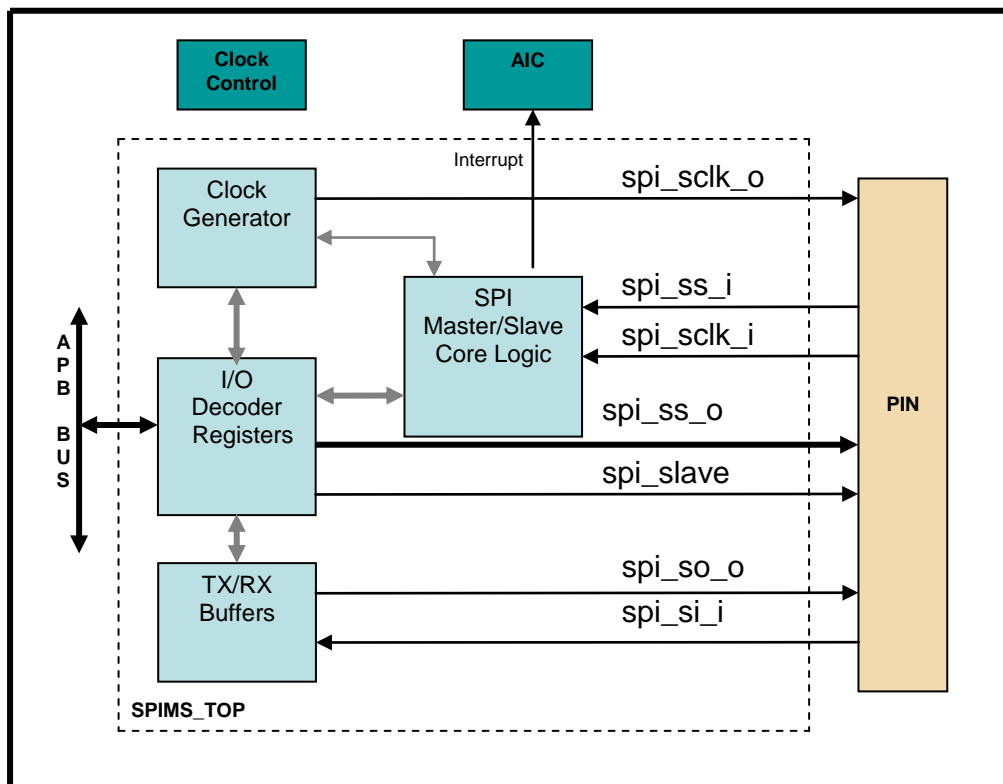 Clock
Control
AIC
Interrupt
Clock
Generator
spi_sclk_o
SPI
Master/Slave
Core Logic
spi_ss_i
spi_sclk_i
A
P
B
B
U
S
I/O
Decoder
Registers
spi_ss_o
PIN
spi_slave
TX/RX
Buffers
spi_so_o
spi_si_i
SPIMS_TOP